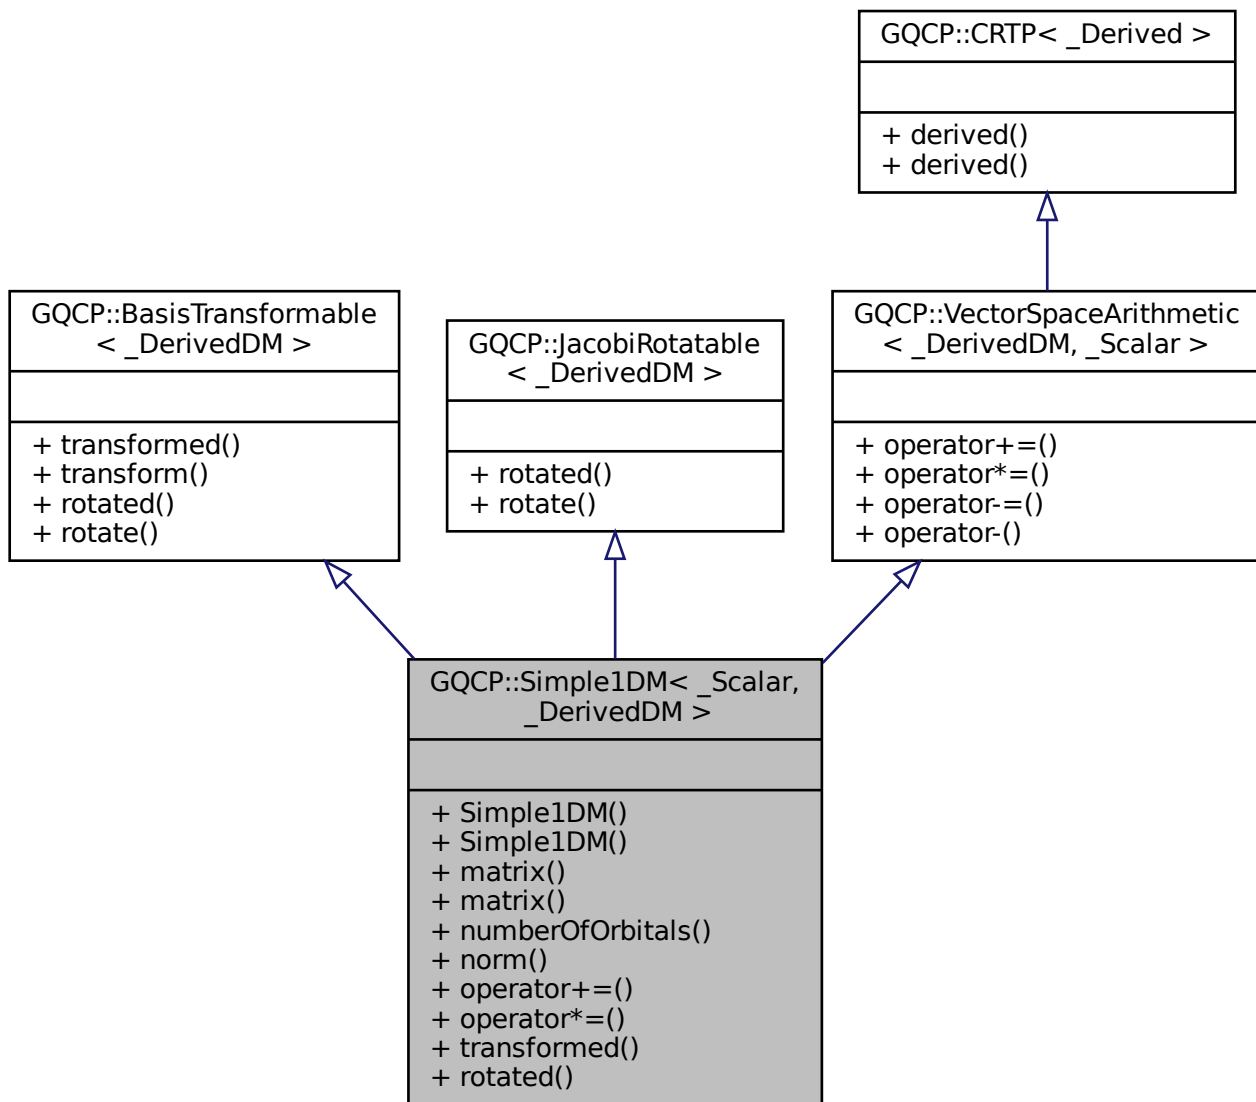 GQCP::CRTP< _Derived >
+ derived()
+ derived()
GQCP::BasisTransformable
< _DerivedDM >
+ transformed()
+ transform()
+ rotated()
+ rotate()
GQCP::JacobiRotatable
< _DerivedDM >
+ rotated()
+ rotate()
GQCP::VectorSpaceArithmetic
< _DerivedDM, _Scalar >
+ operator+=()
+ operator*=()
+ operator-=()
+ operator-()
GQCP::Simple1DM< _Scalar,
_DerivedDM >
+ Simple1DM()
+ Simple1DM()
+ matrix()
+ matrix()
+ numberOfOrbitals()
+ norm()
+ operator+=()
+ operator*=()
+ transformed()
+ rotated()